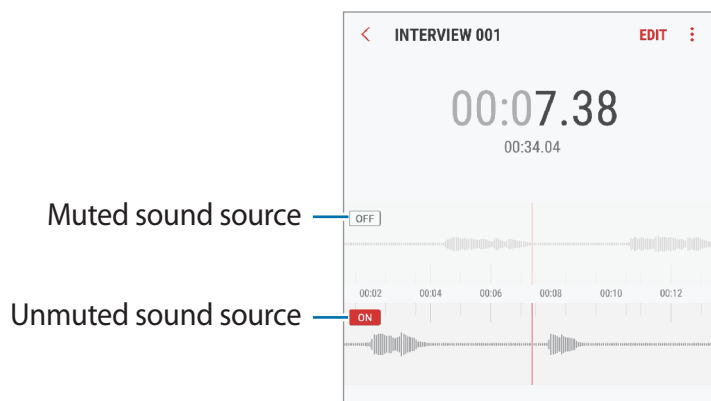 INTERVIEW 001 EDIT
00:07.38
00:34.04
Muted sound source OFF
00:02 00:04 00:06 00:08 00:10 00:12
Unmuted sound source ON